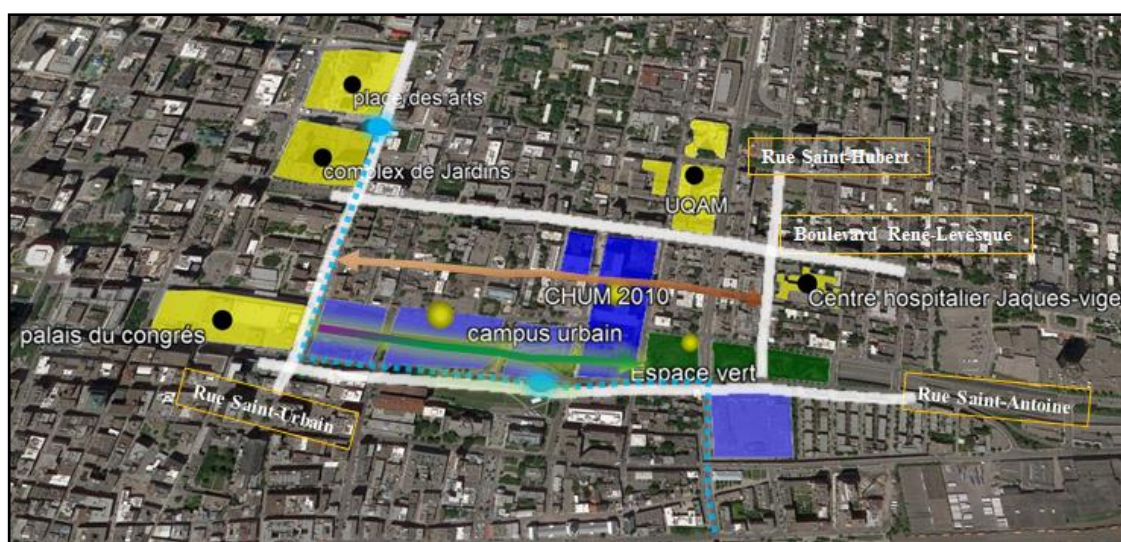 place des arts
complex de Jardins
Rue Saint-Hubert
UQAM
Boulevard René-Lévesque
CHUM 2010
Centre hospitalier Jaques-vige
palais du congrés
campus urbain
Espace vert
Rue Saint-Urbain
Rue Saint-Antoine